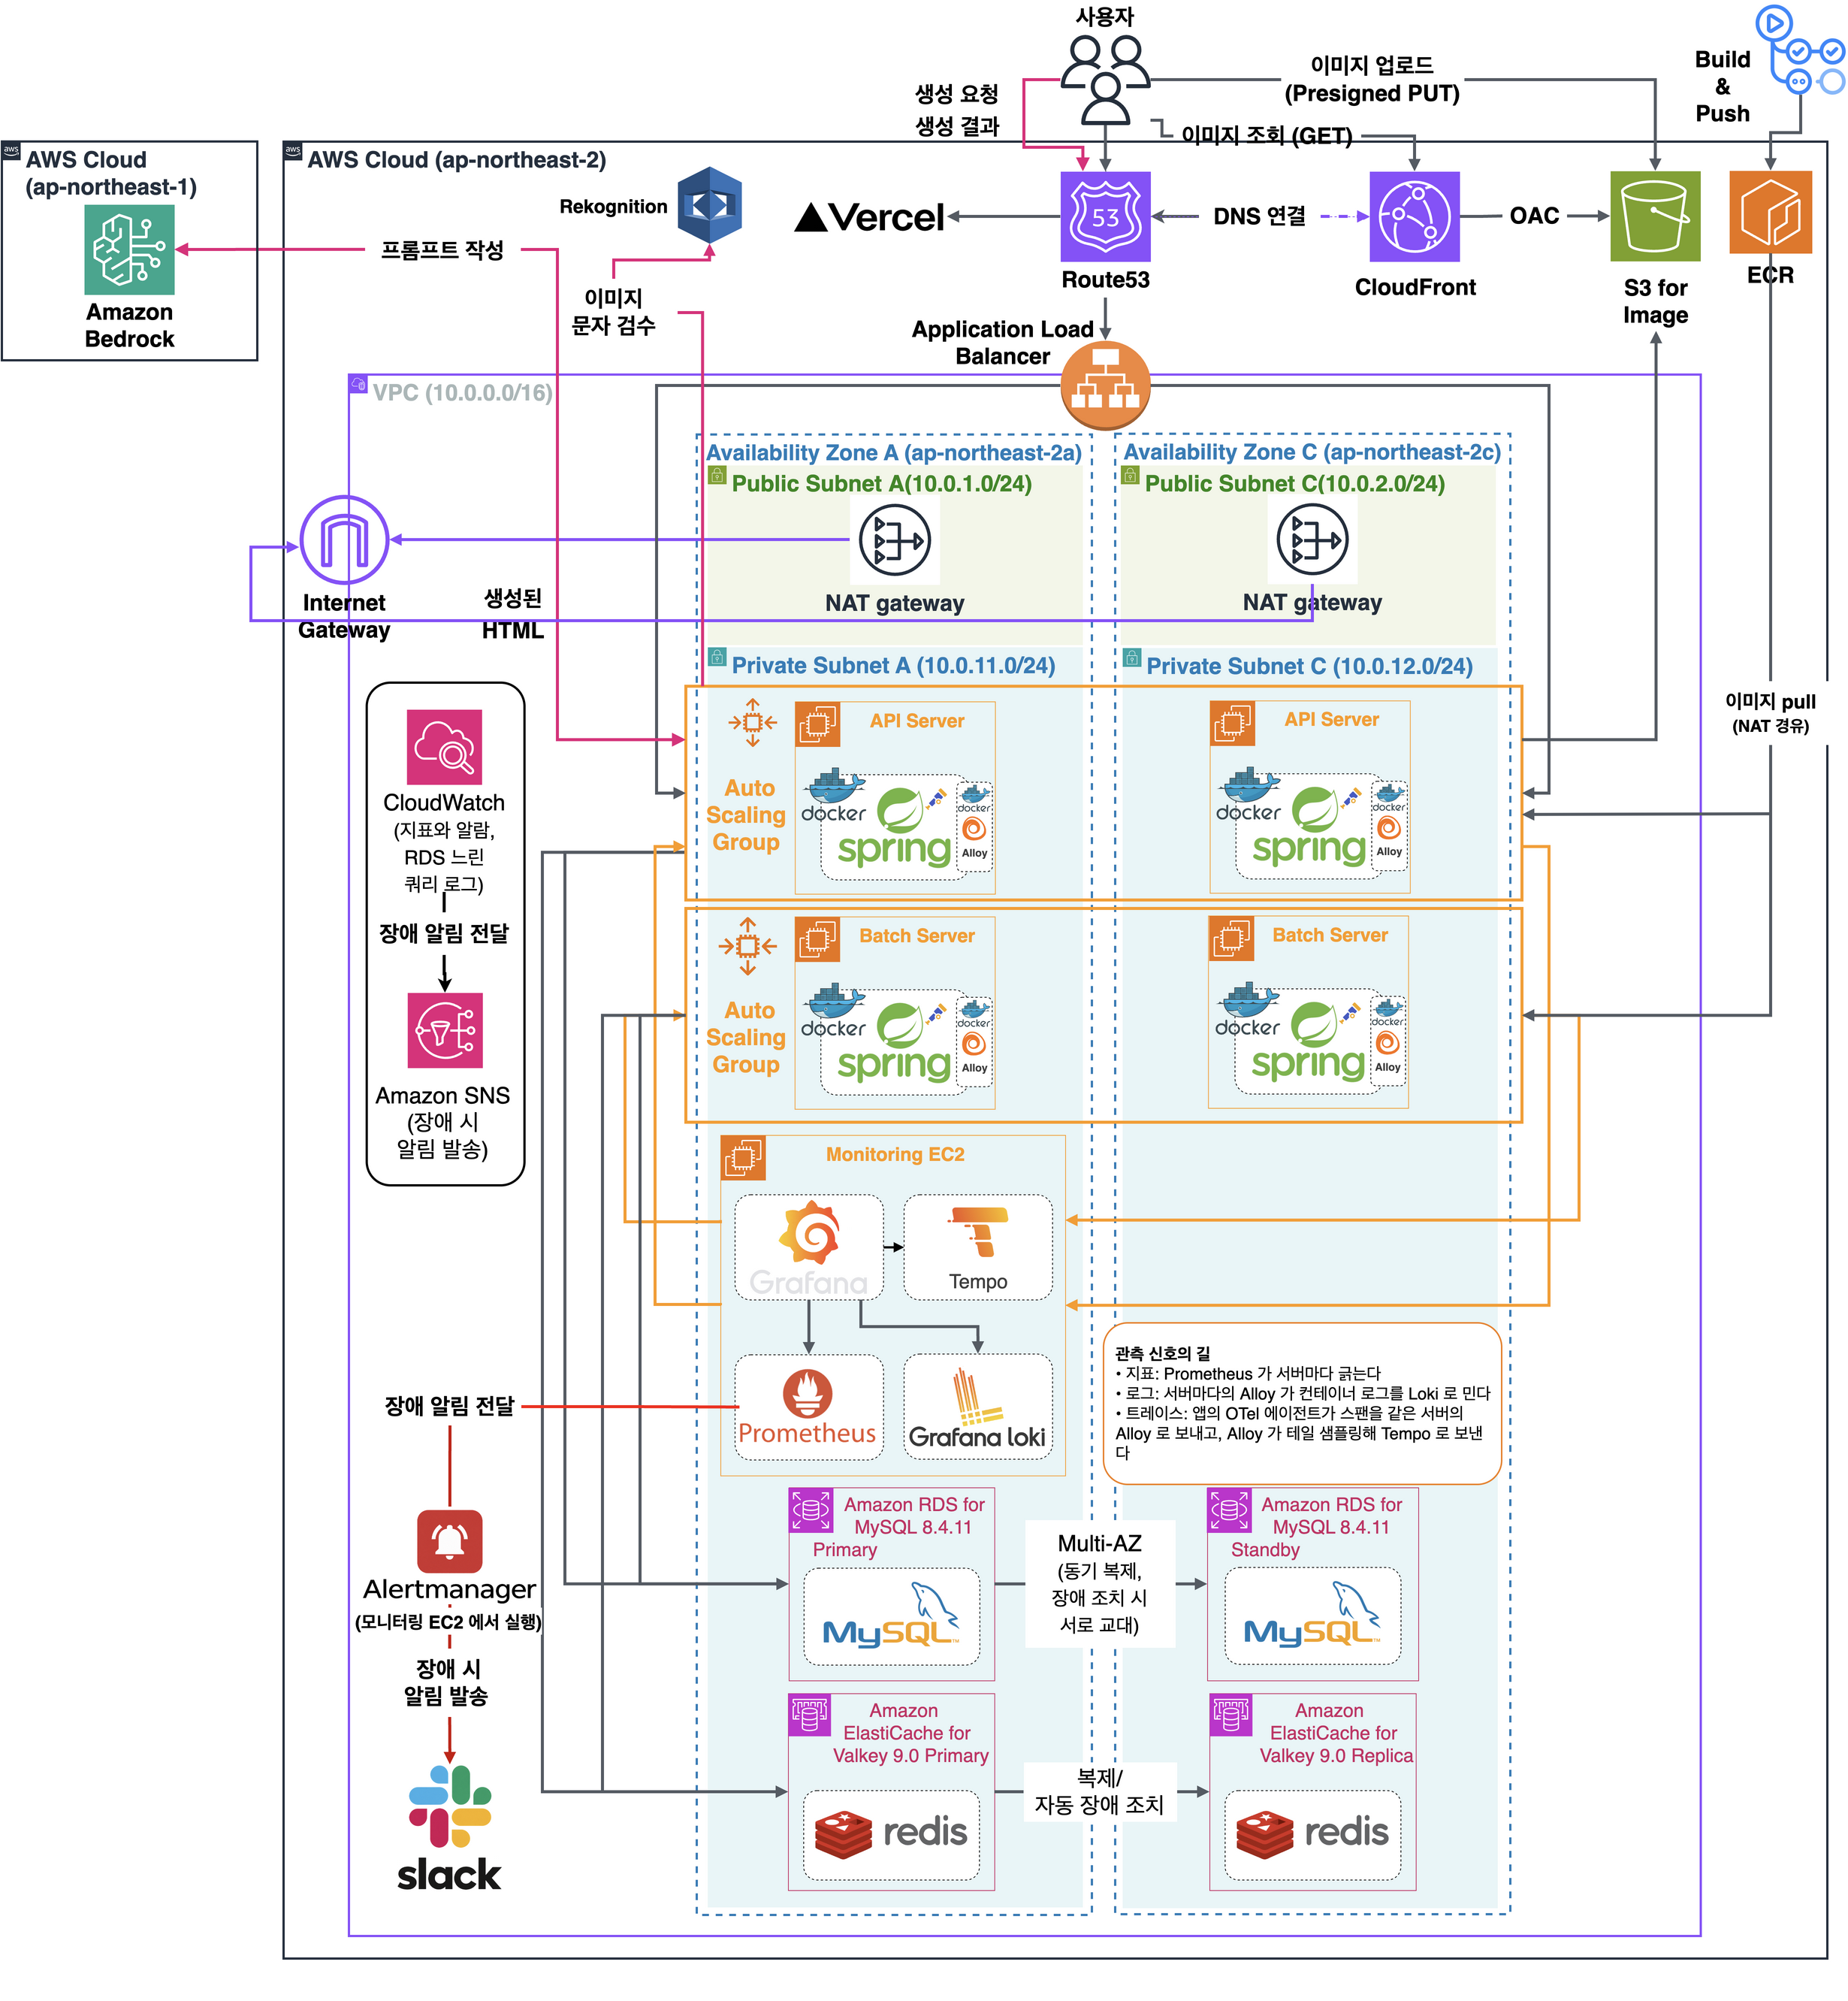 사용자
이미지 업로드
(Presigned PUT)
Build
&
Push
생성 요청
생성 결과
이미지 조회 (GET)
aws
AWS Cloud
(ap-northeast-1)
aws
AWS Cloud (ap-northeast-2)
Rekognition
Vercel
53
DNS 연결
OAC
프롬프트 작성
Route53
CloudFront
S3 for
Image
ECR
Amazon
Bedrock
이미지
문자 검수
Application Load
Balancer
VPC (10.0.0.0/16)
Availability Zone A (ap-northeast-2a)
Availability Zone C (ap-northeast-2c)
Public Subnet A(10.0.1.0/24)
Public Subnet C(10.0.2.0/24)
Internet
Gateway
생성된
HTML
NAT gateway
NAT gateway
Private Subnet A (10.0.11.0/24)
Private Subnet C (10.0.12.0/24)
이미지 pull
(NAT 경유)
API Server
API Server
Auto
Scaling
Group
docker
spring
docker
Alloy
docker
spring
docker
Alloy
CloudWatch
(지표와 알람,
RDS 느린
쿼리 로그)
장애 알림 전달
Amazon SNS
(장애 시
알림 발송)
Batch Server
Batch Server
Auto
Scaling
Group
docker
spring
docker
Alloy
docker
spring
docker
Alloy
Monitoring EC2
Grafana
Tempo
Prometheus
Grafana loki
관측 신호의 길
• 지표: Prometheus 가 서버마다 긁는다
• 로그: 서버마다의 Alloy 가 컨테이너 로그를 Loki 로 민다
• 트레이스: 앱의 OTel 에이전트가 스팬을 같은 서버의
Alloy 로 보내고, Alloy 가 테일 샘플링해 Tempo 로 보낸
다
장애 알림 전달
Alertmanager
(모니터링 EC2 에서 실행)
장애 시
알림 발송
slack
Amazon RDS for
MySQL 8.4.11
Primary
MySQL
Multi-AZ
(동기 복제,
장애 조치 시
서로 교대)
Amazon RDS for
MySQL 8.4.11
Standby
MySQL
Amazon
ElastiCache for
Valkey 9.0 Primary
redis
복제/
자동 장애 조치
Amazon
ElastiCache for
Valkey 9.0 Replica
redis